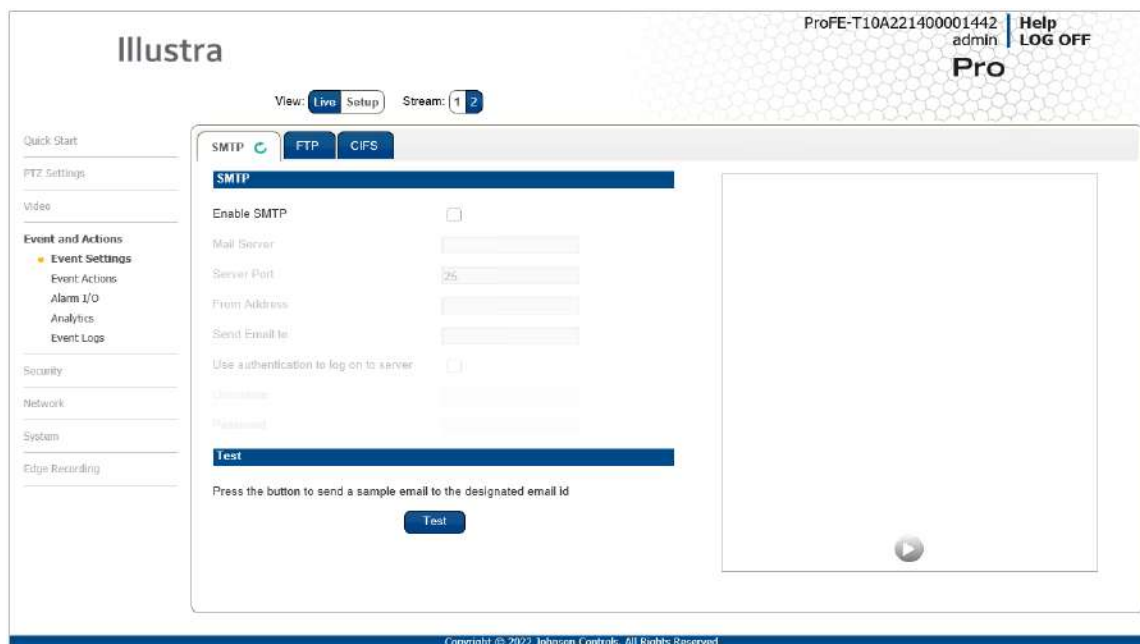 Illustra
ProFE-T10A221400001442 Help
admin LOG OFF
Pro
View: Live Setup Stream: 1 2
Quick Start
PTZ Settings
Video
Event and Actions
Event Settings
Event Actions
Alarm I/O
Analytics
Event Logs
Security
Network
System
Edge Recording
SMTP FTP CIFS
SMTP
Enable SMTP
Mail Server
Server Port 25
From Address
Send Email to
Use authentication to log on to server
Username
Password
Test
Press the button to send a sample email to the designated email id
Test
Copyright © 2022 Johnson Controls. All Rights Reserved